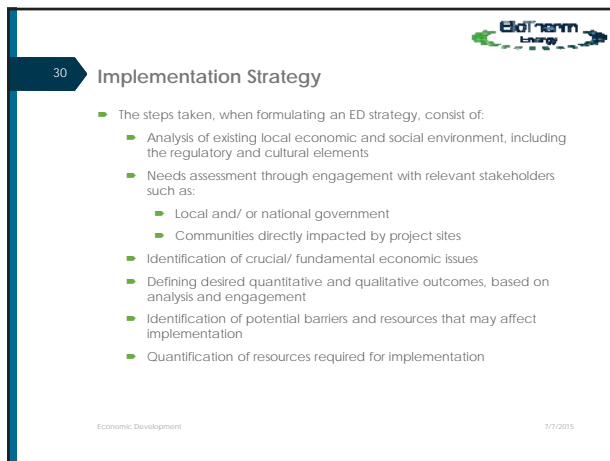 BioTherm
Energy
30
Implementation Strategy
The steps taken, when formulating an ED strategy, consist of:
Analysis of existing local economic and social environment, including
the regulatory and cultural elements
Needs assessment through engagement with relevant stakeholders
such as:
Local and/ or national government
Communities directly impacted by project sites
Identification of crucial/ fundamental economic issues
Defining desired quantitative and qualitative outcomes, based on
analysis and engagement
Identification of potential barriers and resources that may affect
implementation
Quantification of resources required for implementation
Economic Development
7/7/2015